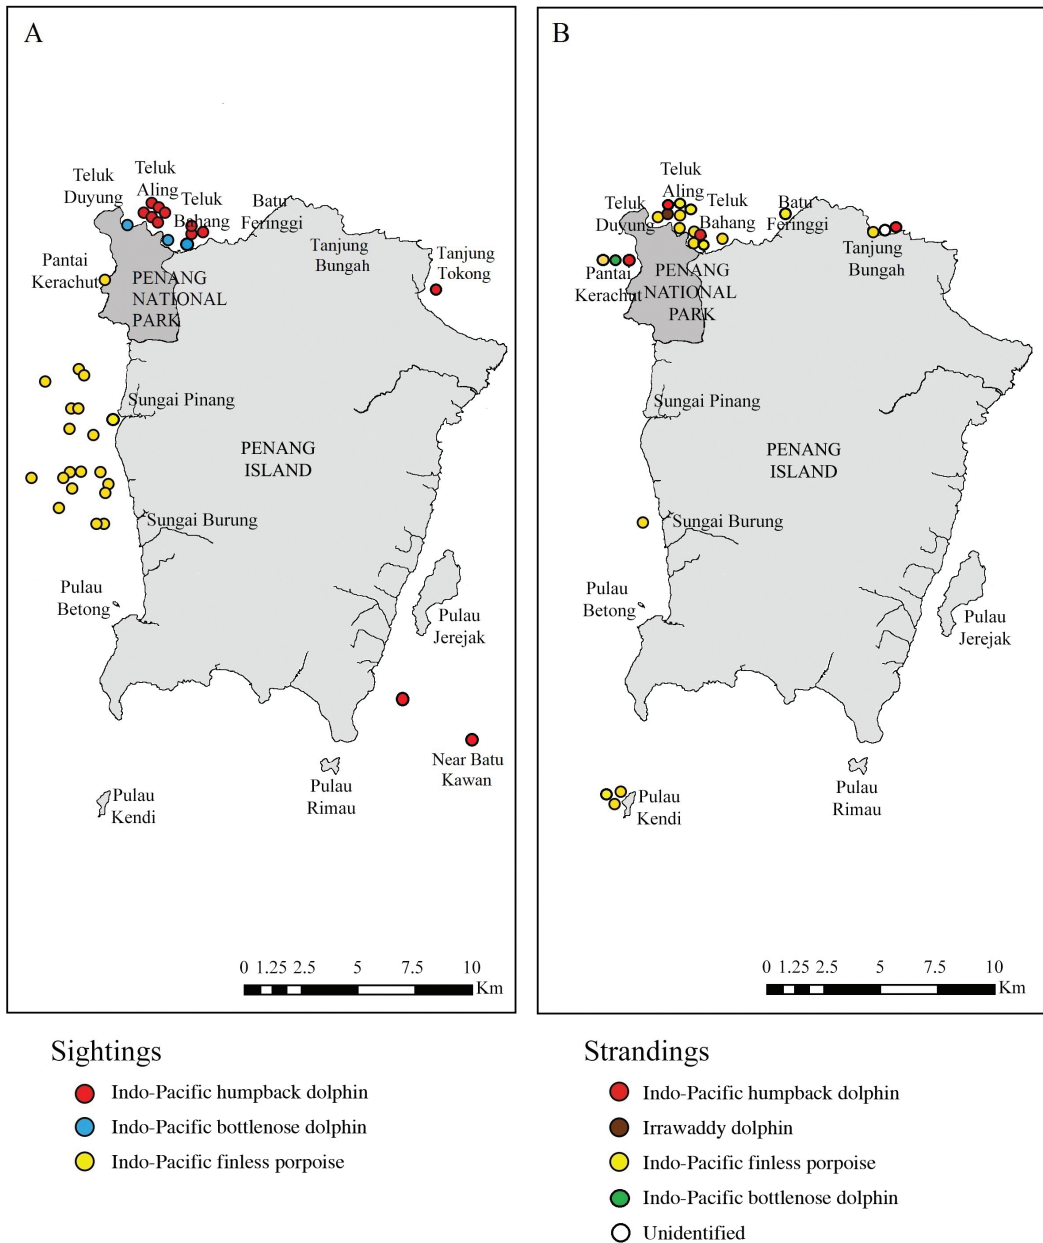 A
Teluk
Duyung
Teluk
Aling
Teluk
Bahang
Batu
Feringgi
Tanjung
Bungah
Tanjung
Tokong
Pantai
Kerachut
PENANG
NATIONAL
PARK
Sungai Pinang
PENANG
ISLAND
Sungai Burung
Pulau
Betong
Pulau
Jerejak
Near Batu
Kawan
Pulau
Rimau
Pulau
Kendi
0 1.25 2.5 5 7.5 10
Km
B
Teluk
Aling
Teluk
Duyung
Teluk
Bahang
Batu
Feringgi
Tanjung
Bungah
Pantai
Kerachut
PENANG
NATIONAL
PARK
Sungai Pinang
PENANG
ISLAND
Sungai Burung
Pulau
Betong
Pulau
Jerejak
Pulau
Rimau
Pulau
Kendi
0 1.25 2.5 5 7.5 10
Km
Sightings
Indo-Pacific humpback dolphin
Indo-Pacific bottlenose dolphin
Indo-Pacific finless porpoise
Strandings
Indo-Pacific humpback dolphin
Irrawaddy dolphin
Indo-Pacific finless porpoise
Indo-Pacific bottlenose dolphin
Unidentified